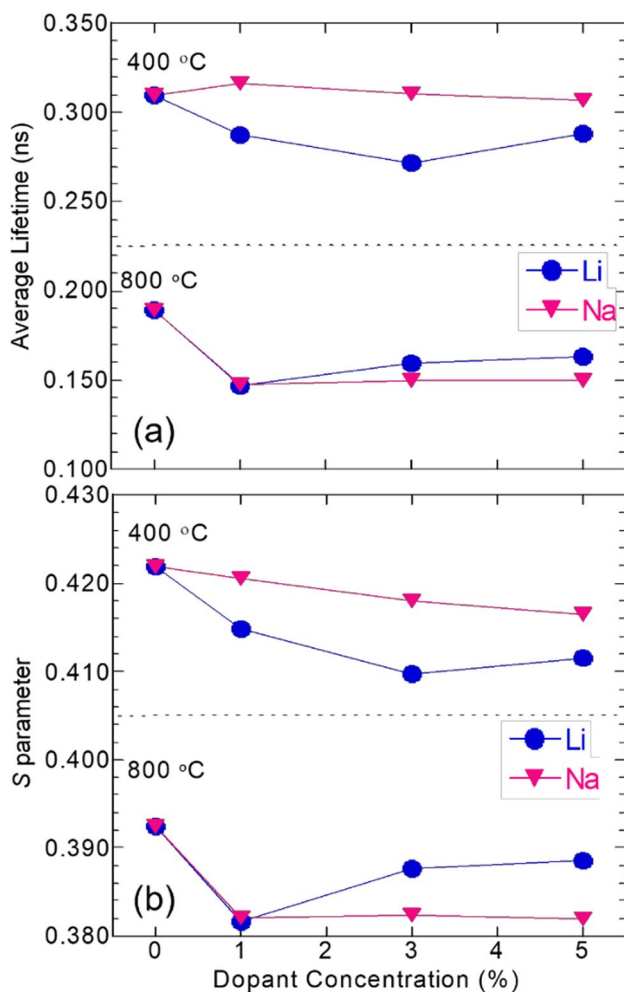 0.350
400 °C
0.300
0.250
Average Lifetime (ns)
800 °C
Li
Na
0.200
0.150
(a)
0.100
0.430
400 °C
0.420
0.410
S parameter
0.400
800 °C
Li
Na
0.390
(b)
0.380
0 1 2 3 4 5
Dopant Concentration (%)